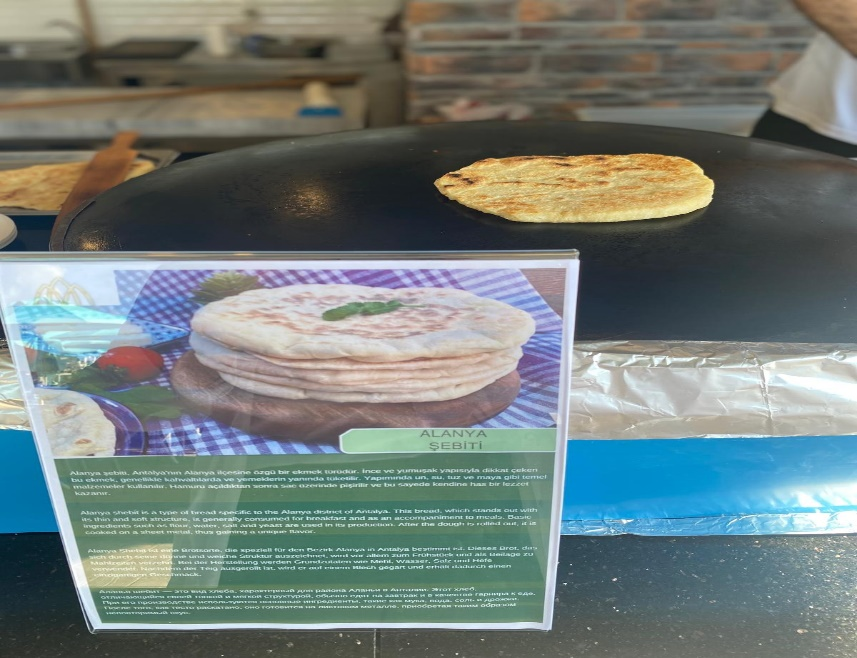 ALANYA
ŞEBİTİ
Alanya şebiti, Antalya'nın Alanya ilçesine özgü bir ekmek türüdür. İnce ve yumuşak yapısıyla dikkat çeken
bu ekmek, genellikle kahvaltılarda ve yemeklerin yanında tüketilir. Yapımında un, su, tuz ve maya gibi temel
malzemeler kullanılır. Hamuru açıldıktan sonra sac üzerinde pişirilir ve bu sayede kendine has bir lezzet
kazanır.
Alanya shebit is a type of bread specific to the Alanya district of Antalya. This bread, which stands out with
its thin and soft structure, is generally consumed for breakfast and as an accompaniment to meals. Basic
ingredients such as flour, water, salt and yeast are used in its production. After the dough is rolled out, it is
cooked on a sheet metal, thus gaining a unique flavor.
Alanya Shebit ist eine Brotsorte, die speziell für den Bezirk Alanya in Antalya bestimmt ist. Dieses Brot, das
sich durch seine dünne und weiche Struktur auszeichnet, wird vor allem zum Frühstück und als Beilage zu
Mahlzeiten verzehrt. Bei der Herstellung werden Grundzutaten wie Mehl, Wasser, Salz und Hefe
verwendet. Nachdem der Teig ausgerollt ist, wird er auf einem Blech gegart und erhält dadurch einen
einzigartigen Geschmack.
Аланья шебит — это вид хлеба, характерный для района Аланья в Анталии. Этот хлеб,
отличающийся своей тонкой и мягкой структурой, обычно едят на завтрак и в качестве гарнира к еде.
При его производстве используются основные ингредиенты, такие как мука, вода, соль и дрожжи.
После того, как тесто раскатано, оно готовится на листовом металле, приобретая таким образом
неповторимый вкус.